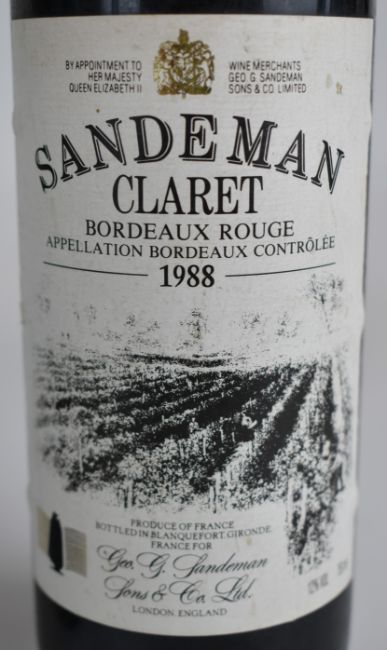 BY APPOINTMENT TO
HER MAJESTY
QUEEN ELIZABETH II
WINE MERCHANTS
GEO. G. SANDEMAN
SONS & CO. LIMITED
SANDEMAN
CLARET
BORDEAUX ROUGE
APPELLATION BORDEAUX CONTRÔLÉE
1988
PRODUCE OF FRANCE
BOTTLED IN BLANQUEFORT, GIRONDE,
FRANCE FOR
Geo. G. Sandeman
Sons & Co. Ltd.
LONDON, ENGLAND